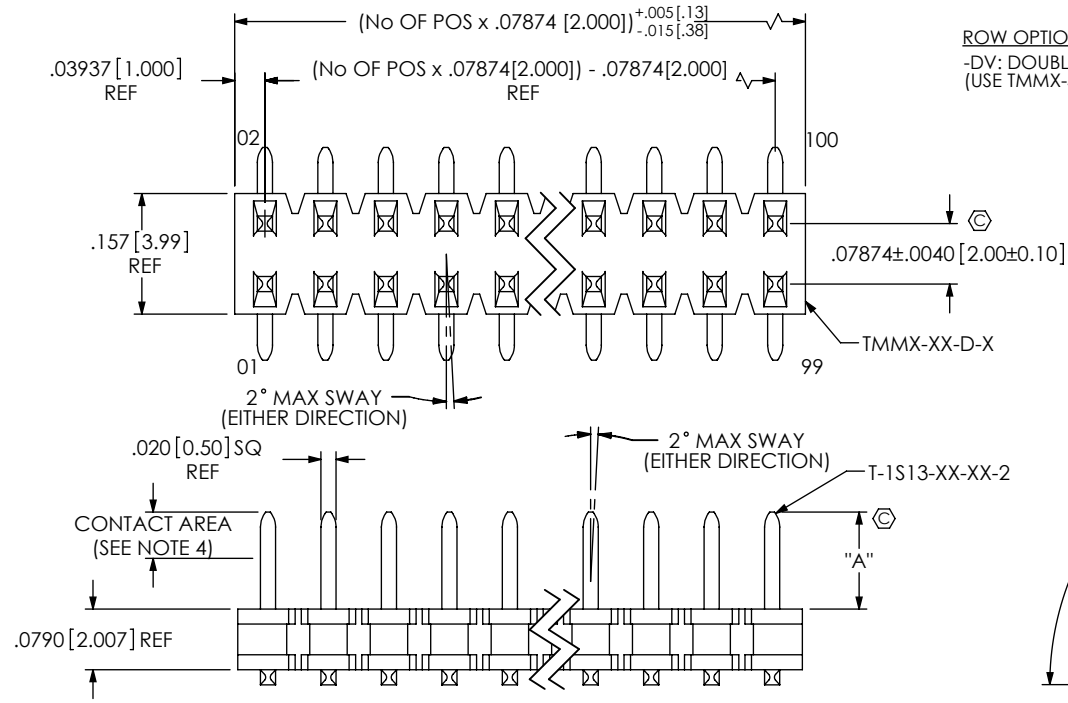 (No OF POS x .07874 [2.000]) +.005[.13]
-.015[.38]
ROW OPTIO
-DV: DOUBL
(USE TMMX-
.03937 [1.000]
REF
(No OF POS x .07874[2.000]) - .07874[2.000]
REF
02
100
.157 [3.99]
REF
C
.07874±.0040 [2.00±0.10]
TMMX-XX-D-X
01
99
2° MAX SWAY
(EITHER DIRECTION)
.020 [0.50] SQ
REF
2° MAX SWAY
(EITHER DIRECTION)
T-1S13-XX-XX-2
CONTACT AREA
(SEE NOTE 4)
C
"A"
.0790 [2.007] REF